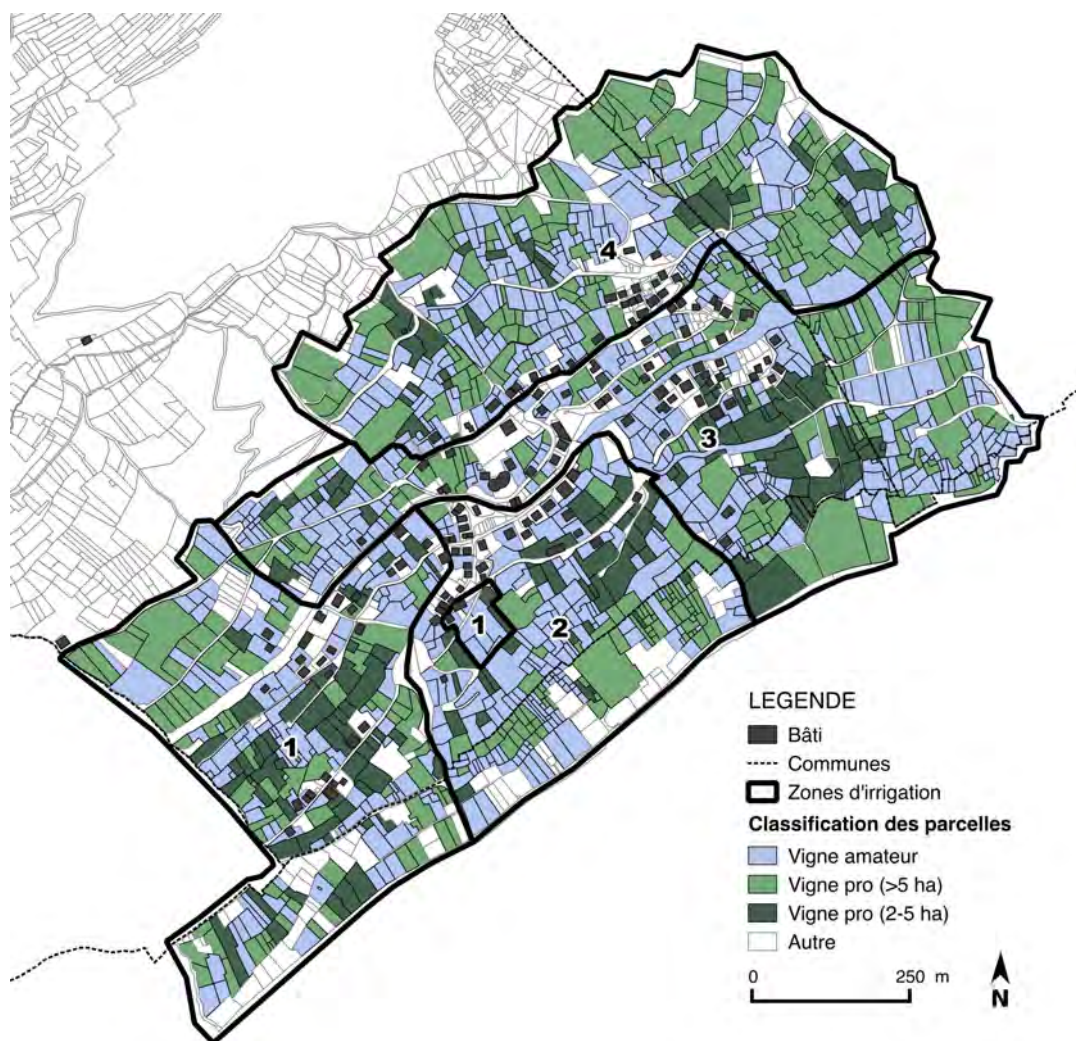 4
3
1
2
1
LEGENDE
Bâti
Communes
Zones d'irrigation
Classification des parcelles
Vigne amateur
Vigne pro (>5 ha)
Vigne pro (2-5 ha)
Autre
0 250 m
N